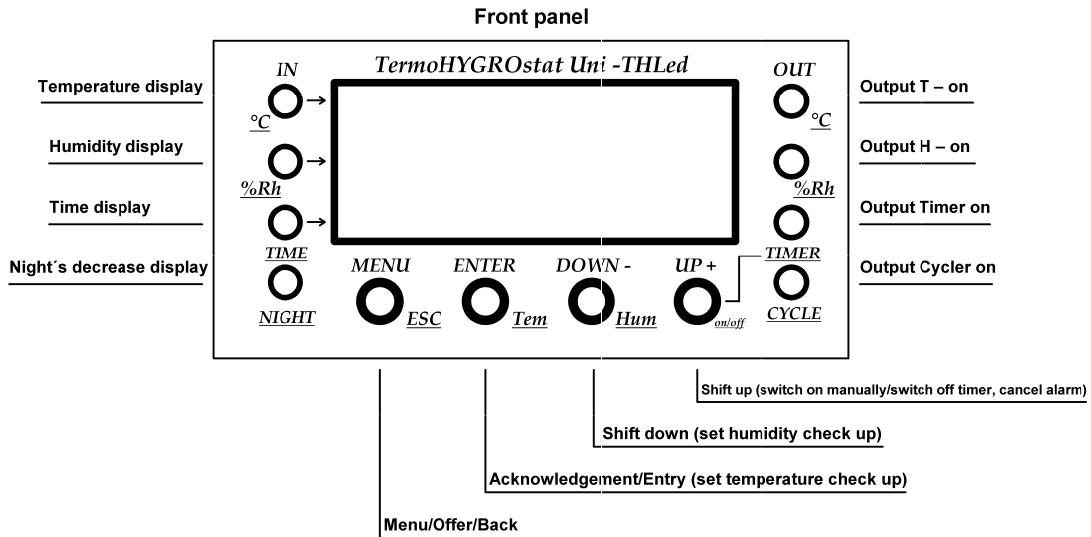 Front panel
TermoHYGROstat Uni -THLed
IN
OUT
Temperature display
°C
Output T – on
°C
Humidity display
%Rh
Output H – on
%Rh
Time display
TIME
Output Timer on
TIMER
Night´s decrease display
NIGHT
Output Cycler on
CYCLE
MENU
ESC
ENTER
Tem
DOWN -
Hum
UP +
on/off
Shift up (switch on manually/switch off timer, cancel alarm)
Shift down (set humidity check up)
Acknowledgement/Entry (set temperature check up)
Menu/Offer/Back